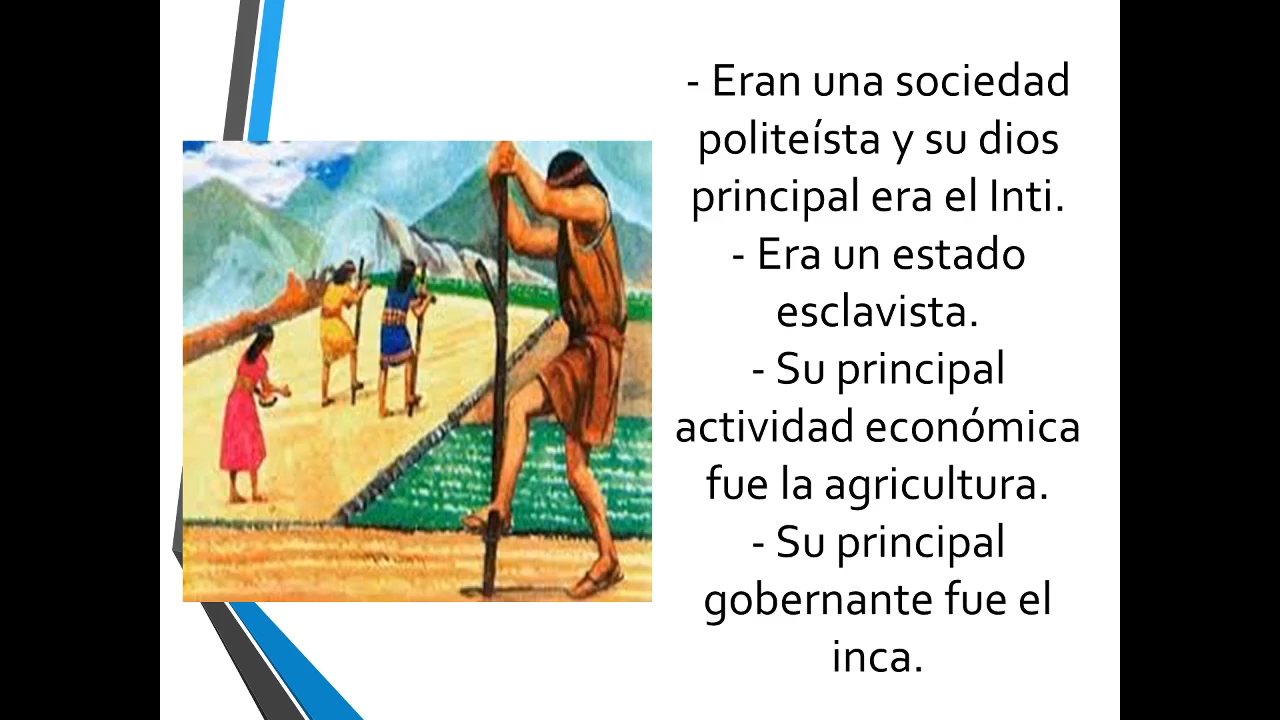 - Eran una sociedad
politeísta y su dios
principal era el Inti.
- Era un estado
esclavista.
- Su principal
actividad económica
fue la agricultura.
- Su principal
gobernante fue el
inca.